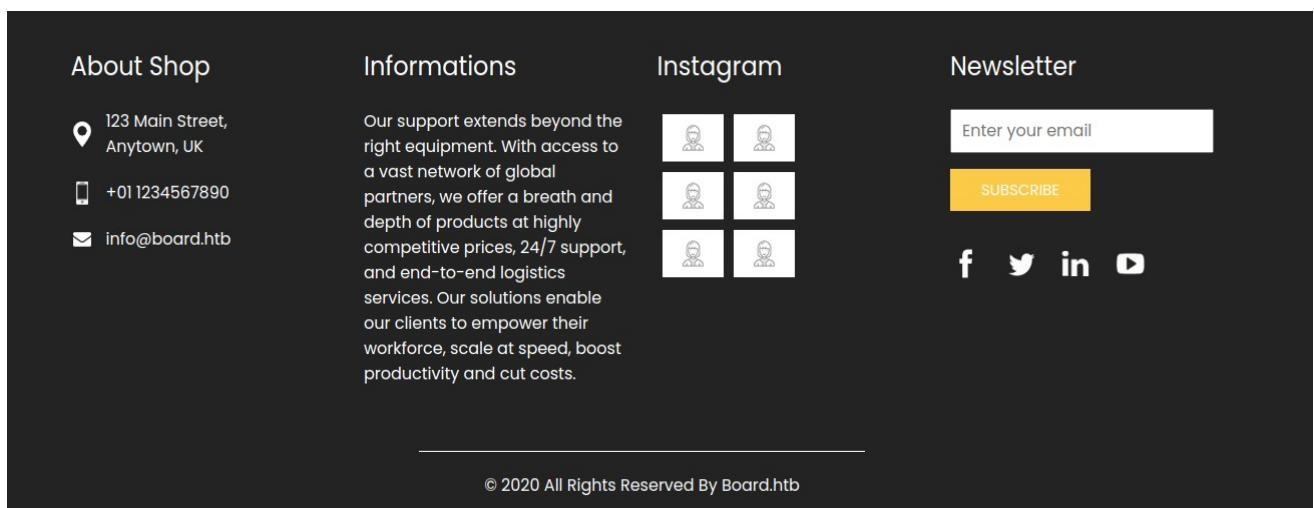 About Shop
123 Main Street,
Anytown, UK
+01 1234567890
info@board.htb
Informations
Our support extends beyond the
right equipment. With access to
a vast network of global
partners, we offer a breath and
depth of products at highly
competitive prices, 24/7 support,
and end-to-end logistics
services. Our solutions enable
our clients to empower their
workforce, scale at speed, boost
productivity and cut costs.
Instagram
Newsletter
Enter your email
SUBSCRIBE
© 2020 All Rights Reserved By Board.htb